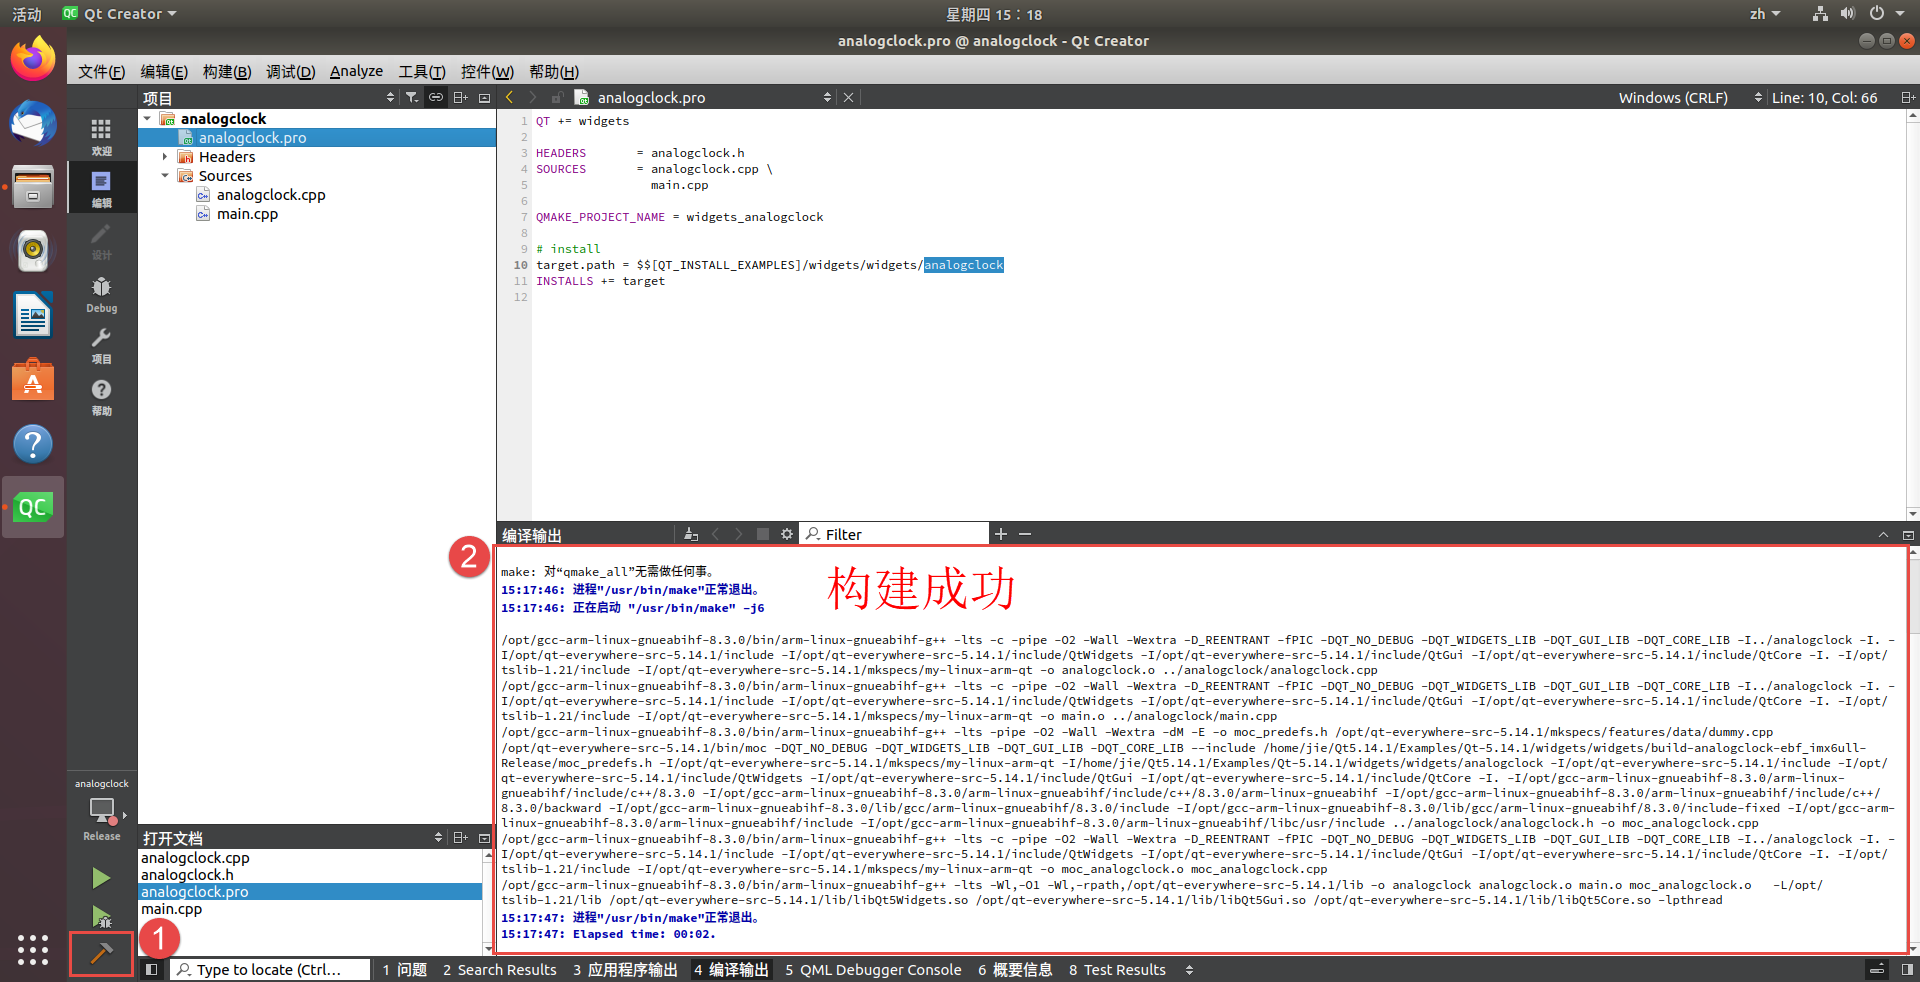 活动
Qt Creator
星期四 15：18
zh
analogclock.pro @ analogclock - Qt Creator
文件(F) 编辑(E) 构建(B) 调试(D) Analyze 工具(T) 控件(W) 帮助(H)
项目
analogclock.pro
Windows (CRLF)
Line: 10, Col: 66
欢迎
编辑
设计
Debug
项目
帮助
analogclock
analogclock.pro
Headers
Sources
analogclock.cpp
main.cpp
1 QT += widgets
2
3 HEADERS = analogclock.h
4 SOURCES = analogclock.cpp \
5 main.cpp
6
7 QMAKE_PROJECT_NAME = widgets_analogclock
8
9 # install
10 target.path = $$[QT_INSTALL_EXAMPLES]/widgets/widgets/analogclock
11 INSTALLS += target
12
编译输出
Filter
2
构建成功
make: 对“qmake_all”无需做任何事。
15:17:46: 进程"/usr/bin/make"正常退出。
15:17:46: 正在启动 "/usr/bin/make" -j6
/opt/gcc-arm-linux-gnueabihf-8.3.0/bin/arm-linux-gnueabihf-g++ -lts -c -pipe -O2 -Wall -Wextra -D_REENTRANT -fPIC -DQT_NO_DEBUG -DQT_WIDGETS_LIB -DQT_GUI_LIB -DQT_CORE_LIB -I../analogclock -I. -
I/opt/qt-everywhere-src-5.14.1/include -I/opt/qt-everywhere-src-5.14.1/include/QtWidgets -I/opt/qt-everywhere-src-5.14.1/include/QtGui -I/opt/qt-everywhere-src-5.14.1/include/QtCore -I. -I/opt/
tslib-1.21/include -I/opt/qt-everywhere-src-5.14.1/mkspecs/my-linux-arm-qt -o analogclock.o ../analogclock/analogclock.cpp
/opt/gcc-arm-linux-gnueabihf-8.3.0/bin/arm-linux-gnueabihf-g++ -lts -c -pipe -O2 -Wall -Wextra -D_REENTRANT -fPIC -DQT_NO_DEBUG -DQT_WIDGETS_LIB -DQT_GUI_LIB -DQT_CORE_LIB -I../analogclock -I. -
I/opt/qt-everywhere-src-5.14.1/include -I/opt/qt-everywhere-src-5.14.1/include/QtWidgets -I/opt/qt-everywhere-src-5.14.1/include/QtGui -I/opt/qt-everywhere-src-5.14.1/include/QtCore -I. -I/opt/
tslib-1.21/include -I/opt/qt-everywhere-src-5.14.1/mkspecs/my-linux-arm-qt -o main.o ../analogclock/main.cpp
/opt/gcc-arm-linux-gnueabihf-8.3.0/bin/arm-linux-gnueabihf-g++ -lts -pipe -O2 -Wall -Wextra -dM -E -o moc_predefs.h /opt/qt-everywhere-src-5.14.1/mkspecs/features/data/dummy.cpp
/opt/qt-everywhere-src-5.14.1/bin/moc -DQT_NO_DEBUG -DQT_WIDGETS_LIB -DQT_GUI_LIB -DQT_CORE_LIB --include /home/jie/Qt5.14.1/Examples/Qt-5.14.1/widgets/widgets/build-analogclock-ebf_imx6ull-
Release/moc_predefs.h -I/opt/qt-everywhere-src-5.14.1/mkspecs/my-linux-arm-qt -I/home/jie/Qt5.14.1/Examples/Qt-5.14.1/widgets/widgets/analogclock -I/opt/qt-everywhere-src-5.14.1/include -I/opt/
qt-everywhere-src-5.14.1/include/QtWidgets -I/opt/qt-everywhere-src-5.14.1/include/QtGui -I/opt/qt-everywhere-src-5.14.1/include/QtCore -I. -I/opt/gcc-arm-linux-gnueabihf-8.3.0/arm-linux-
gnueabihf/include/c++/8.3.0 -I/opt/gcc-arm-linux-gnueabihf-8.3.0/arm-linux-gnueabihf/include/c++/8.3.0/arm-linux-gnueabihf -I/opt/gcc-arm-linux-gnueabihf-8.3.0/arm-linux-gnueabihf/include/c++/
8.3.0/backward -I/opt/gcc-arm-linux-gnueabihf-8.3.0/lib/gcc/arm-linux-gnueabihf/8.3.0/include -I/opt/gcc-arm-linux-gnueabihf-8.3.0/lib/gcc/arm-linux-gnueabihf/8.3.0/include-fixed -I/opt/gcc-arm-
linux-gnueabihf-8.3.0/arm-linux-gnueabihf/include -I/opt/gcc-arm-linux-gnueabihf-8.3.0/arm-linux-gnueabihf/libc/usr/include ../analogclock/analogclock.h -o moc_analogclock.cpp
/opt/gcc-arm-linux-gnueabihf-8.3.0/bin/arm-linux-gnueabihf-g++ -lts -c -pipe -O2 -Wall -Wextra -D_REENTRANT -fPIC -DQT_NO_DEBUG -DQT_WIDGETS_LIB -DQT_GUI_LIB -DQT_CORE_LIB -I../analogclock -I. -
I/opt/qt-everywhere-src-5.14.1/include -I/opt/qt-everywhere-src-5.14.1/include/QtWidgets -I/opt/qt-everywhere-src-5.14.1/include/QtGui -I/opt/qt-everywhere-src-5.14.1/include/QtCore -I. -I/opt/
tslib-1.21/include -I/opt/qt-everywhere-src-5.14.1/mkspecs/my-linux-arm-qt -o moc_analogclock.o moc_analogclock.cpp
/opt/gcc-arm-linux-gnueabihf-8.3.0/bin/arm-linux-gnueabihf-g++ -lts -Wl,-O1 -Wl,-rpath,/opt/qt-everywhere-src-5.14.1/lib -o analogclock analogclock.o main.o moc_analogclock.o -L/opt/
tslib-1.21/lib /opt/qt-everywhere-src-5.14.1/lib/libQt5Widgets.so /opt/qt-everywhere-src-5.14.1/lib/libQt5Gui.so /opt/qt-everywhere-src-5.14.1/lib/libQt5Core.so -lpthread
15:17:47: 进程"/usr/bin/make"正常退出。
15:17:47: Elapsed time: 00:02.
analogclock
Release
打开文档
analogclock.cpp
analogclock.h
analogclock.pro
main.cpp
1
Type to locate (Ctrl...
1 问题 2 Search Results 3 应用程序输出 4 编译输出 5 QML Debugger Console 6 概要信息 8 Test Results